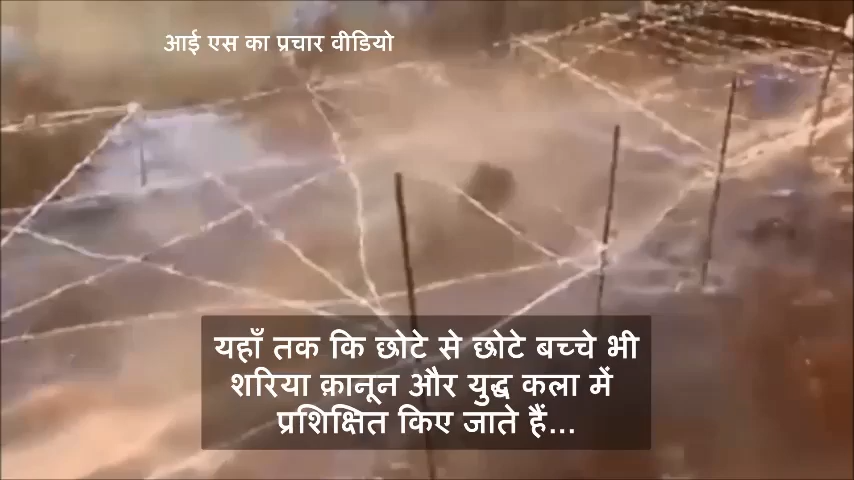 आई एस का प्रचार वीडियो
यहाँ तक कि छोटे से छोटे बच्चे भी
शरिया क़ानून और युद्ध कला में
प्रशिक्षित किए जाते हैं...